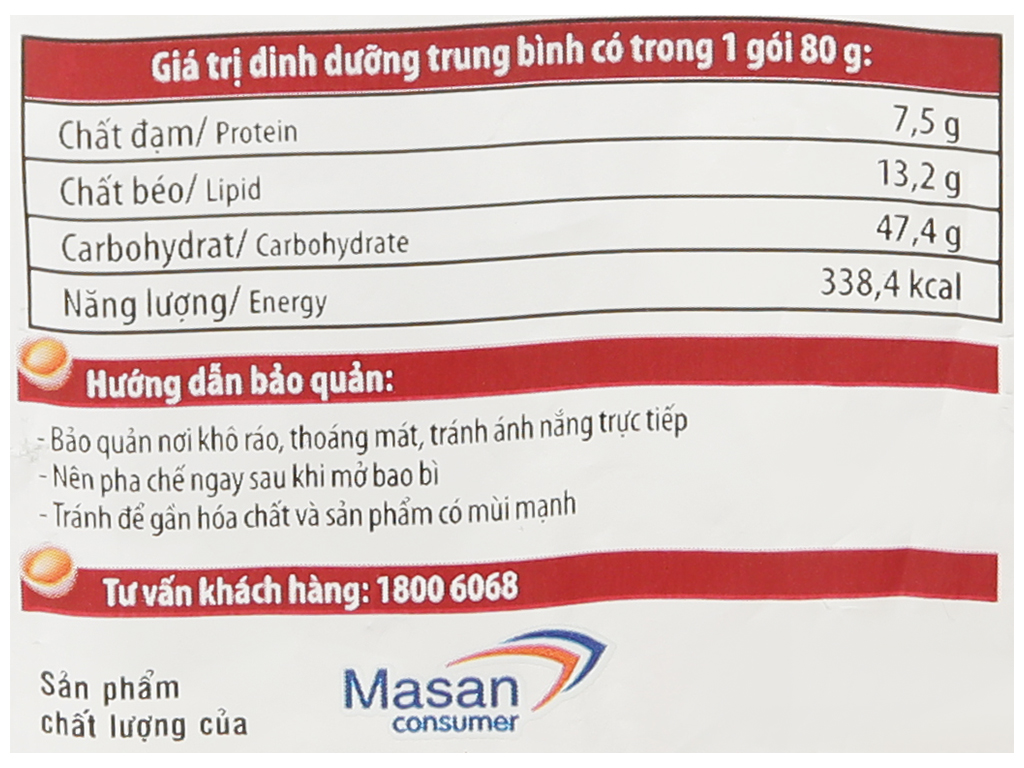 Giá trị dinh dưỡng trung bình có trong 1 gói 80 g:
Chất đạm/ Protein 7,5 g
Chất béo/ Lipid 13,2 g
Carbohydrat/ Carbohydrate 47,4 g
Năng lượng/ Energy 338,4 kcal
Hướng dẫn bảo quản:
- Bảo quản nơi khô ráo, thoáng mát, tránh ánh nắng trực tiếp
- Nên pha chế ngay sau khi mở bao bì
- Tránh để gần hóa chất và sản phẩm có mùi mạnh
Tư vấn khách hàng: 1800 6068
Sản phẩm
chất lượng của
Masan
consumer